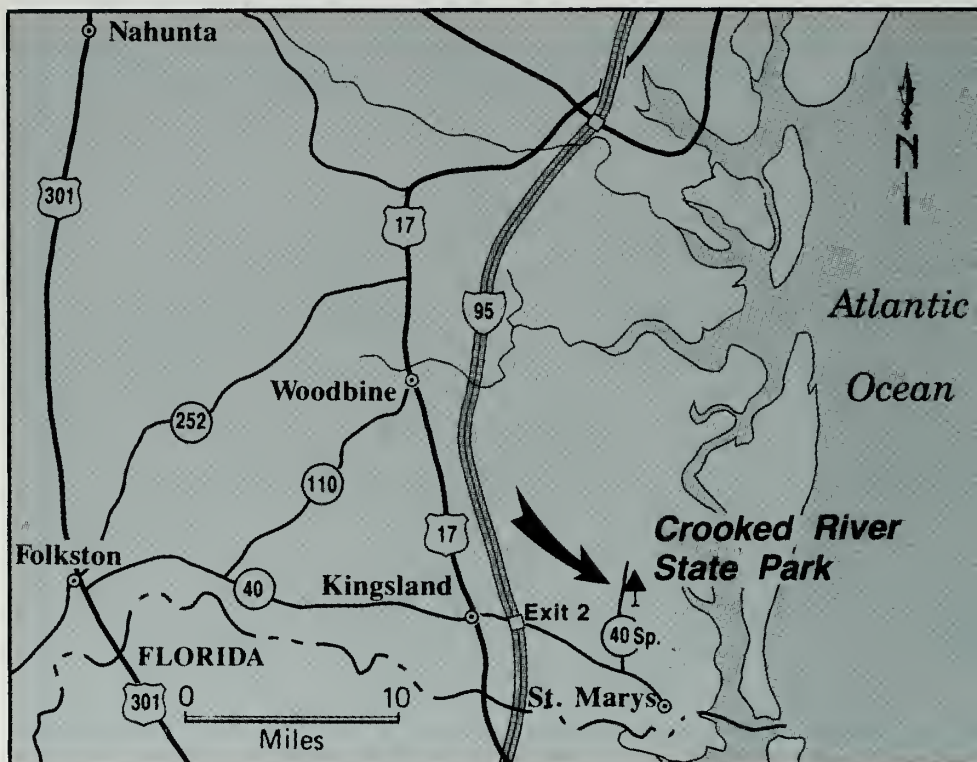 Nahunta
301
17
N
95
Atlantic
Ocean
Woodbine
252
110
17
Crooked River
State Park
Folkston
40
Kingsland
Exit 2
40 Sp.
FLORIDA
301
0 10
Miles
St. Marys